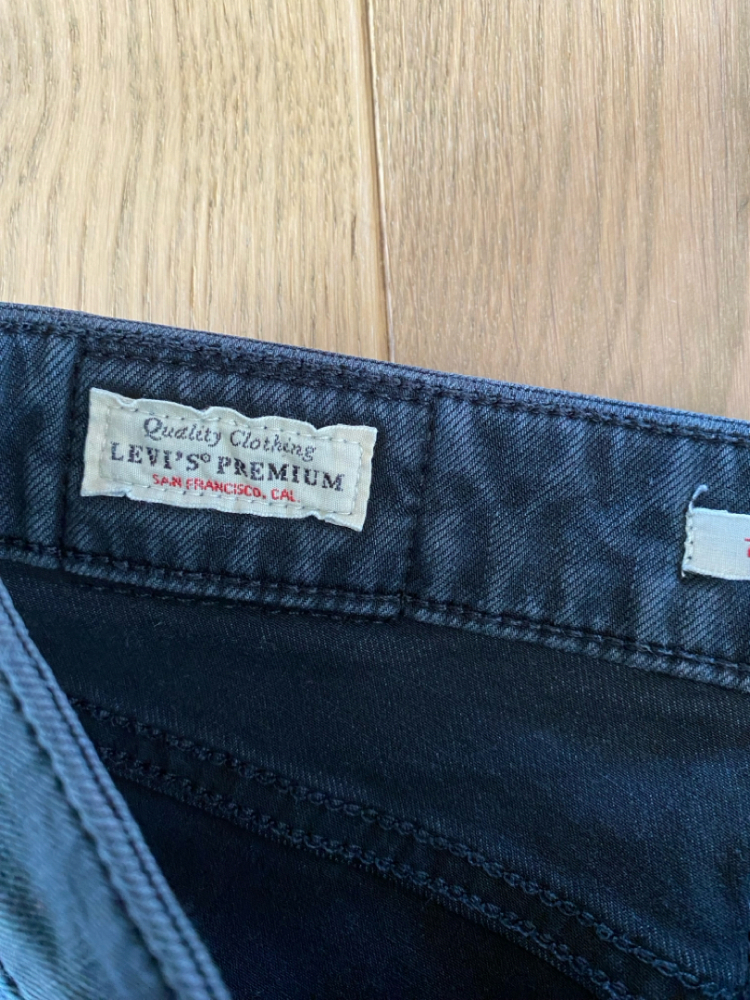 Quality Clothing
LEVI'S® PREMIUM
SAN FRANCISCO, CAL.